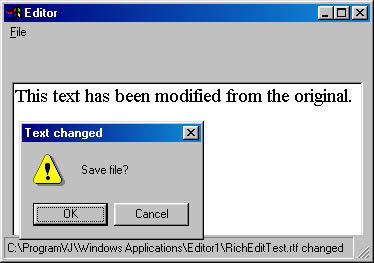 Editor
File
This text has been modified from the original.
Text changed
Save file?
OK Cancel
C:\ProgramVJ\Windows Applications\Editor1\RichEditTest.rtf changed